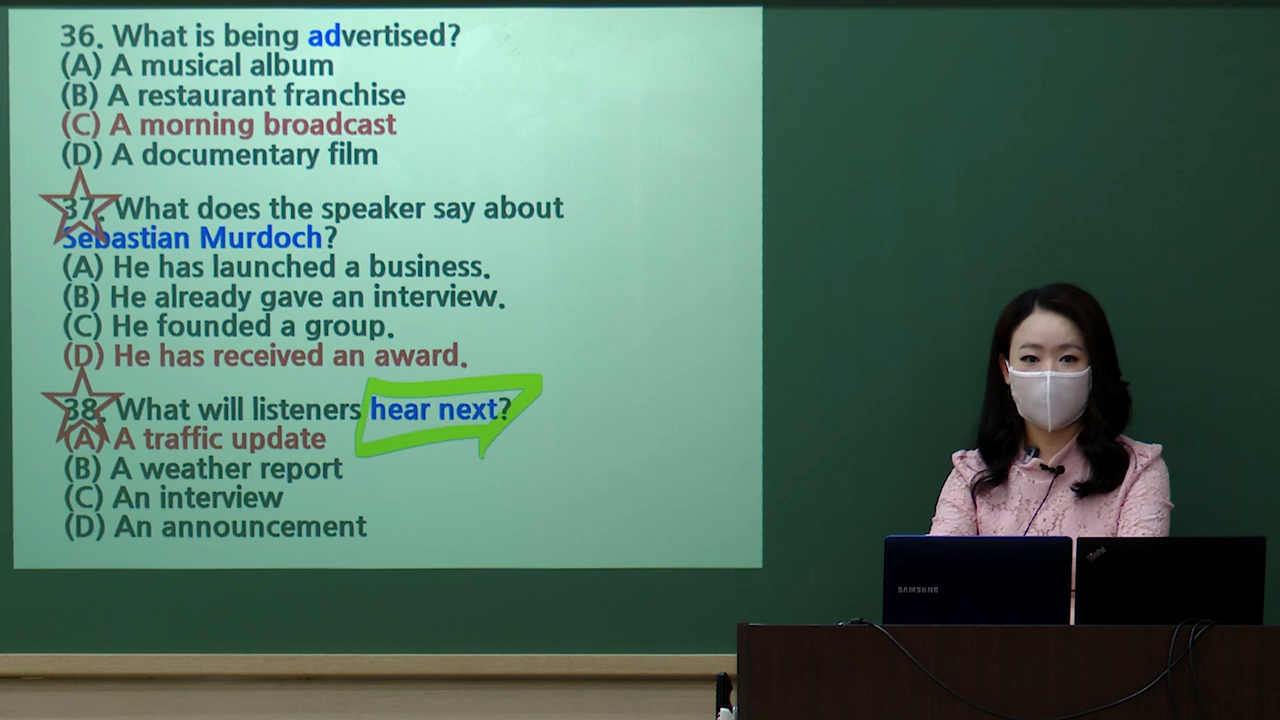 36. What is being advertised?
(A) A musical album
(B) A restaurant franchise
(C) A morning broadcast
(D) A documentary film
37. What does the speaker say about
Sebastian Murdoch?
(A) He has launched a business.
(B) He already gave an interview.
(C) He founded a group.
(D) He has received an award.
38. What will listeners hear next?
(A) A traffic update
(B) A weather report
(C) An interview
(D) An announcement
SAMSUNG
ThinkPad